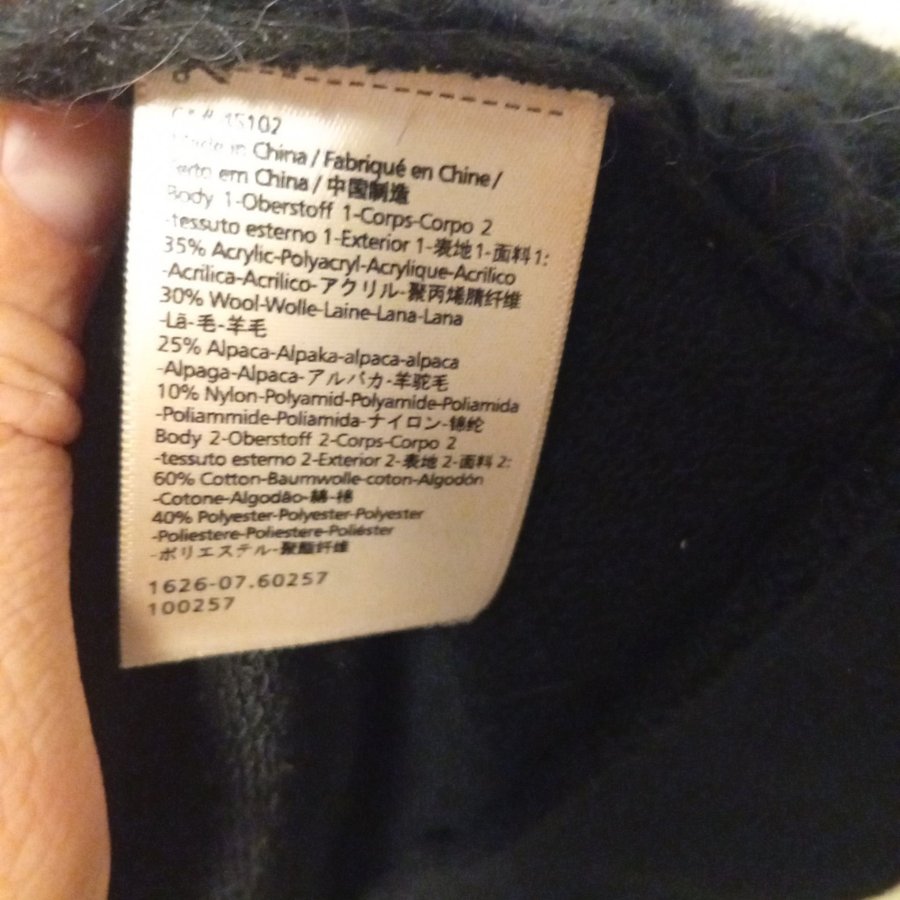 15102
Made in China / Fabriqué en Chine /
em China / 中国制造
Body 1-Oberstoff 1-Corps-Corpo 2
-tessuto esterno 1-Exterior 1-表地1-面料1:
35% Acrylic-Polyacryl-Acrylique-Acrilico
-Acrílica-Acrílico-アクリル-聚丙烯腈纤维
30% Wool-Wolle-Laine-Lana-Lana
-Lã-毛-羊毛
25% Alpaca-Alpaka-alpaca-alpaca
-Alpaga-Alpaca-アルパカ-羊驼毛
10% Nylon-Polyamid-Polyamide-Poliamida
-Poliammide-Poliamida-ナイロン-锦纶
Body 2-Oberstoff 2-Corps-Corpo 2
-tessuto esterno 2-Exterior 2-表地2-面料2:
60% Cotton-Baumwolle-coton-Algodón
-Cotone-Algodão-綿-棉
40% Polyester-Polyester-Polyester
-Poliestere-Poliestere-Poliéster
-ポリエステル-聚酯纤维
1626-07.60257
100257